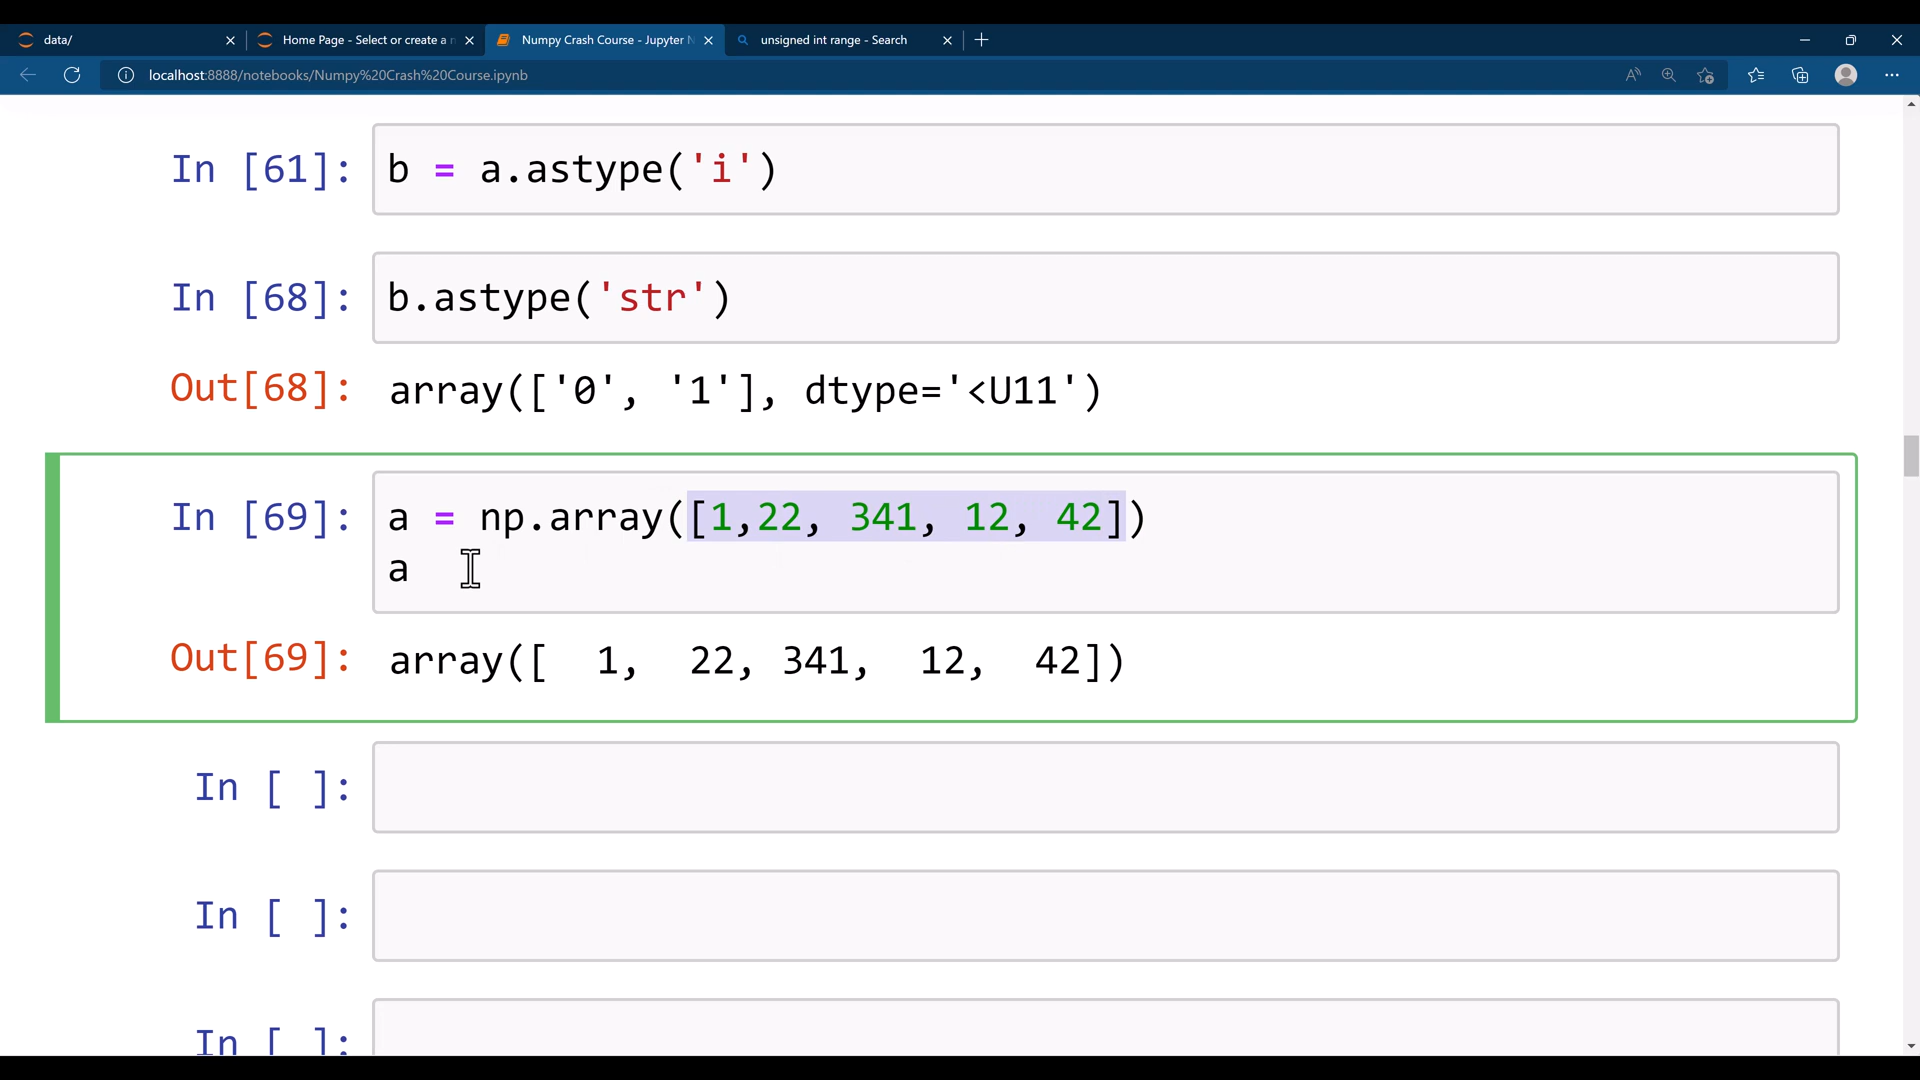 data/
Home Page - Select or create a n
Numpy Crash Course - Jupyter N
unsigned int range - Search
localhost:8888/notebooks/Numpy%20Crash%20Course.ipynb
In [61]: b = a.astype('i')
In [68]: b.astype('str')
Out[68]: array(['0', '1'], dtype='<U11')
In [69]: a = np.array([1,22, 341, 12, 42])
a
Out[69]: array([  1,  22, 341,  12,  42])
In [ ]:
In [ ]:
In [ ]: